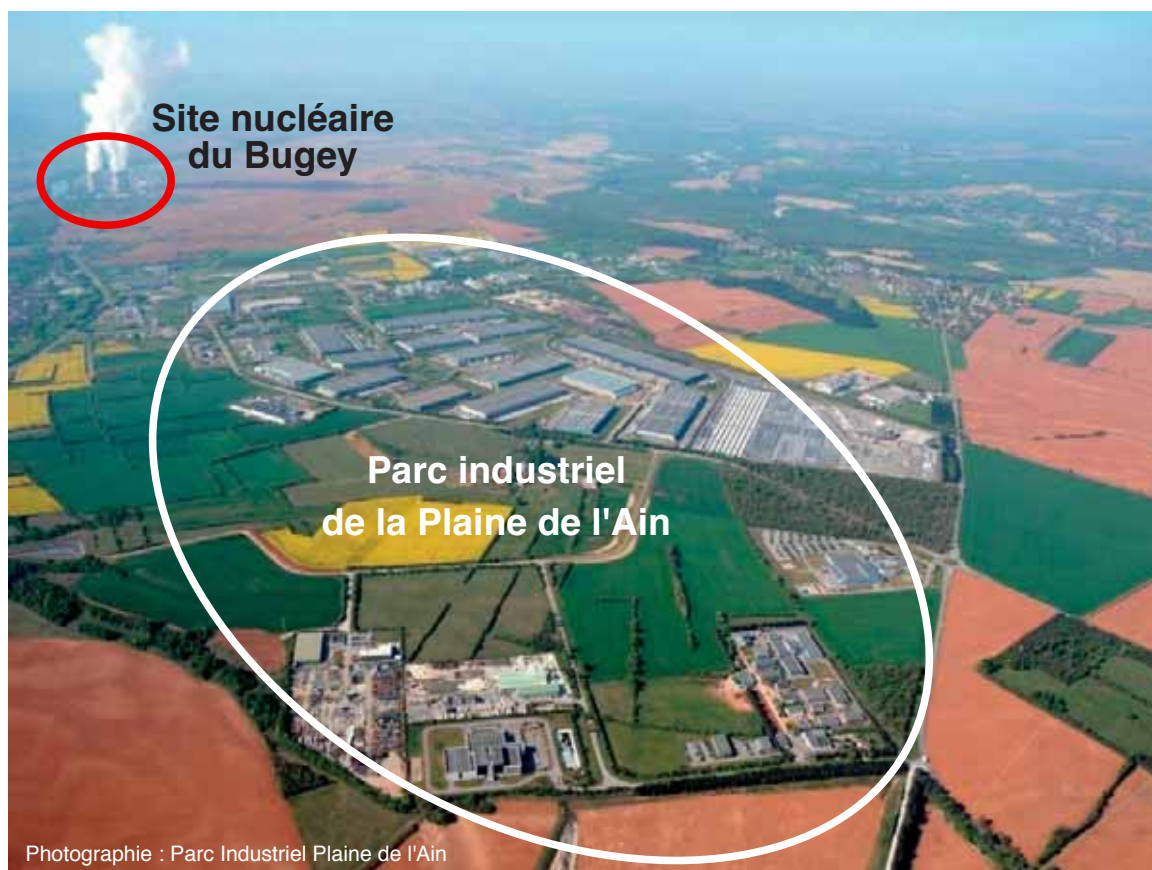 Site nucléaire
du Bugey
Parc industriel
de la Plaine de l'Ain
Photographie : Parc Industriel Plaine de l'Ain